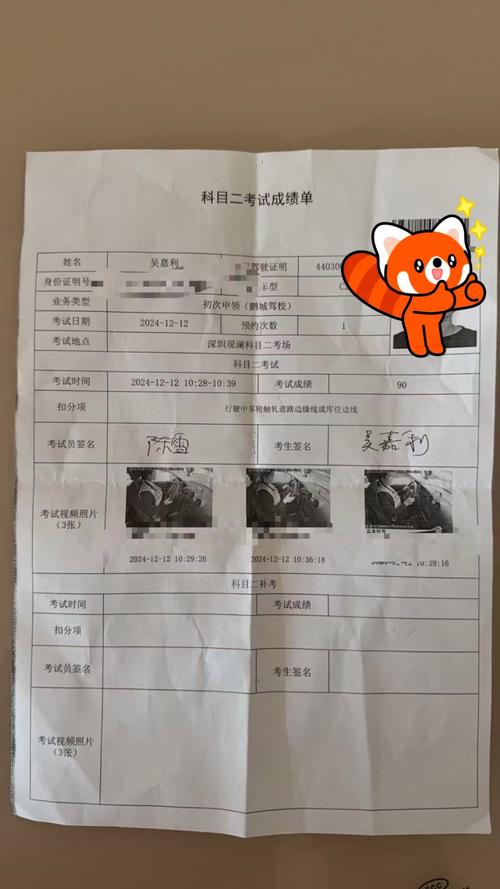 科目二考试成绩单
姓名 吴嘉利 驾驶证明 44030
身份证明号 车型 C
业务类型 初次申领（鹏城驾校）
考试日期 2024-12-12 预约次数 1
考试地点 深圳观澜科目二考场
科目二考试
考试时间 2024-12-12 10:28-10:39 考试成绩 90
扣分项 行驶中车轮触轧道路边缘线或库位边线
考试员签名 陈雪 考生签名 吴嘉利
考试视频照片
（3张）
2024-12-12 10:29:26 2024-12-12 10:36:18 2024-12-12 10:39:16
科目二补考
考试时间 考试成绩
扣分项
考试员签名 考生签名
考试视频照片
（3张）